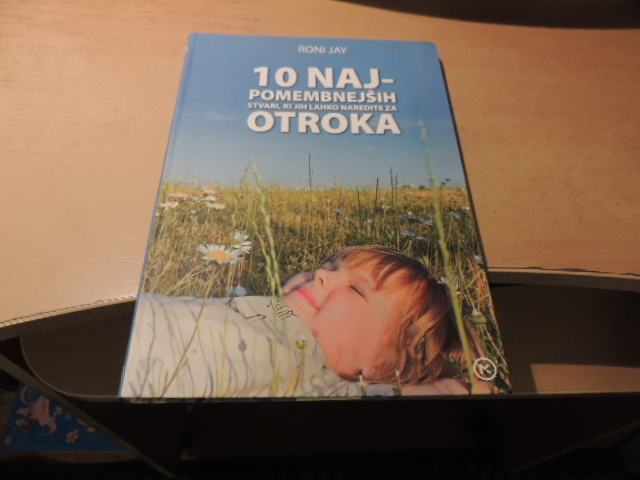 RONI JAY
10 NAJ-
POMEMBNEJŠIH
STVARI, KI JIH LAHKO NAREDITE ZA
OTROKA